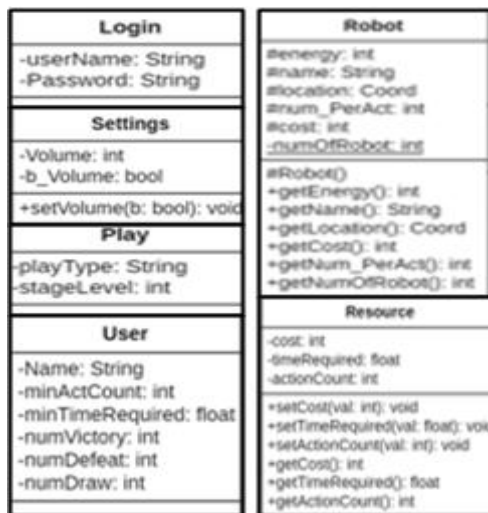 Login
-userName: String
-Password: String
Settings
-Volume: int
-b_Volume: bool
+setVolume(b: bool): void
Play
-playType: String
-stageLevel: int
User
-Name: String
-minActCount: int
-minTimeRequired: float
-numVictory: int
-numDefeat: int
-numDraw: int
Robot
#energy: int
#name: String
#location: Coord
#num_PerAct: int
#cost: int
-numOfRobot: int
#Robot()
+getEnergy(): int
+getName(): String
+getLocation(): Coord
+getCost(): int
+getNum_PerAct(): int
+getNumOfRobot(): int
Resource
-cost: int
-timeRequired: float
-actionCount: int
+setCost(val: int): void
+setTimeRequired(val: float): void
+setActionCount(val: int): void
+getCost(): int
+getTimeRequired(): float
+getActionCount(): int